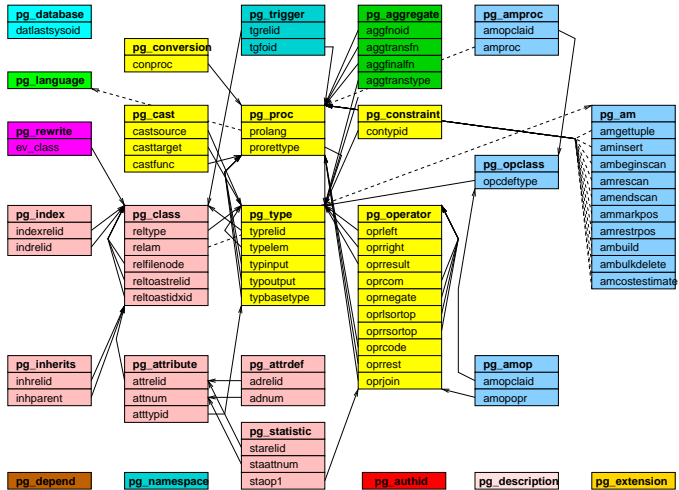 pg_database
datlastsysoid
pg_conversion
conproc
pg_trigger
tgrelid
tgfoid
pg_aggregate
aggfnoid
aggtransfn
aggfinalfn
aggtranstype
pg_amproc
amopclaid
amproc
pg_language
pg_rewrite
ev_class
pg_cast
castsource
casttarget
castfunc
pg_proc
prolang
prorettype
pg_constraint
contypid
pg_opclass
opcdeftype
pg_am
amgettuple
aminsert
ambeginscan
amrescan
amendscan
ammarkpos
amrestrpos
ambuild
ambulkdelete
amcostestimate
pg_index
indexrelid
indrelid
pg_class
reltype
relam
relfilenode
reltoastrelid
reltoastidxid
pg_type
typrelid
typelem
typinput
typoutput
typbasetype
pg_operator
oprleft
oprright
oprresult
oprcom
oprnegate
oprlsortop
oprrsortop
oprcode
oprrest
oprjoin
pg_inherits
inhrelid
inhparent
pg_attribute
attrelid
attnum
atttypid
pg_attrdef
adrelid
adnum
pg_statistic
starelid
staattnum
staop1
pg_amop
amopclaid
amopopr
pg_depend
pg_namespace
pg_authid
pg_description
pg_extension